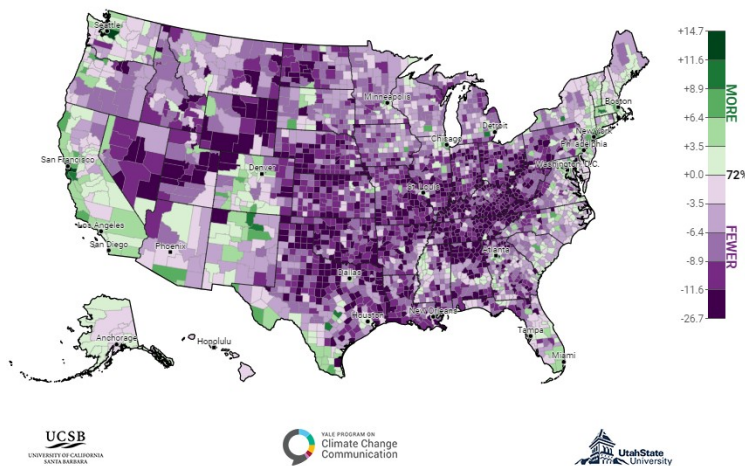 Seattle
Minneapolis
Boston
Detroit
Chicago
New York
Philadelphia
Washington D.C.
San Francisco
Denver
St. Louis
Los Angeles
San Diego
Phoenix
Atlanta
Dallas
Houston
New Orleans
Tampa
Miami
Anchorage
Honolulu
+14.7
+11.6
+8.9
+6.4
+3.5
+0.0
-3.5
-6.4
-8.9
-11.6
-26.7
MORE
72%
FEWER
UCSB
UNIVERSITY OF CALIFORNIA
SANTA BARBARA
YALE PROGRAM ON
Climate Change
Communication
UtahState
University